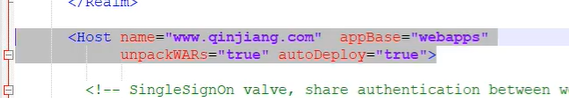 </Realm>
<Host name="www.qinjiang.com" appBase="webapps"
unpackWARs="true" autoDeploy="true">
<!-- SingleSignOn valve, share authentication between